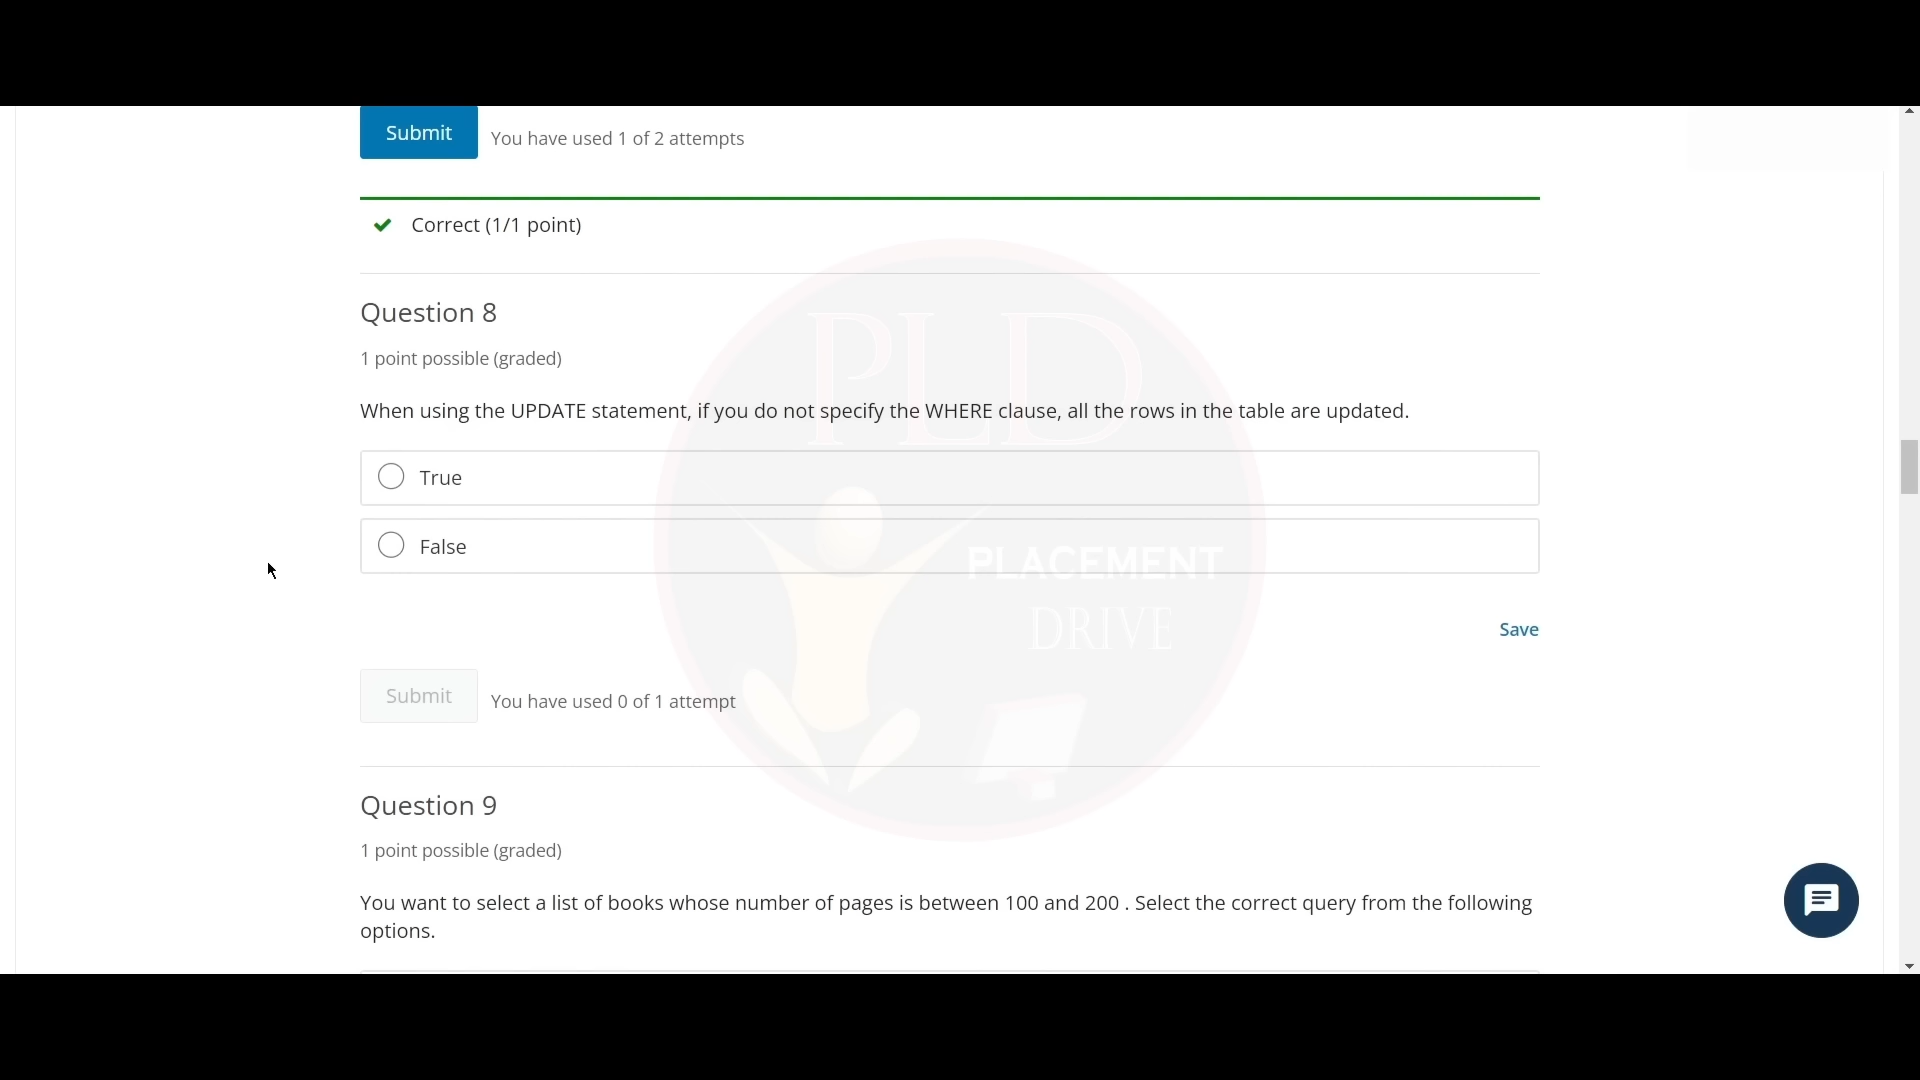 Submit You have used 1 of 2 attempts
Correct (1/1 point)
Question 8
1 point possible (graded)
When using the UPDATE statement, if you do not specify the WHERE clause, all the rows in the table are updated.
True
False
Save
Submit You have used 0 of 1 attempt
Question 9
1 point possible (graded)
You want to select a list of books whose number of pages is between 100 and 200 . Select the correct query from the following
options.
PLD
PLACEMENT
DRIVE